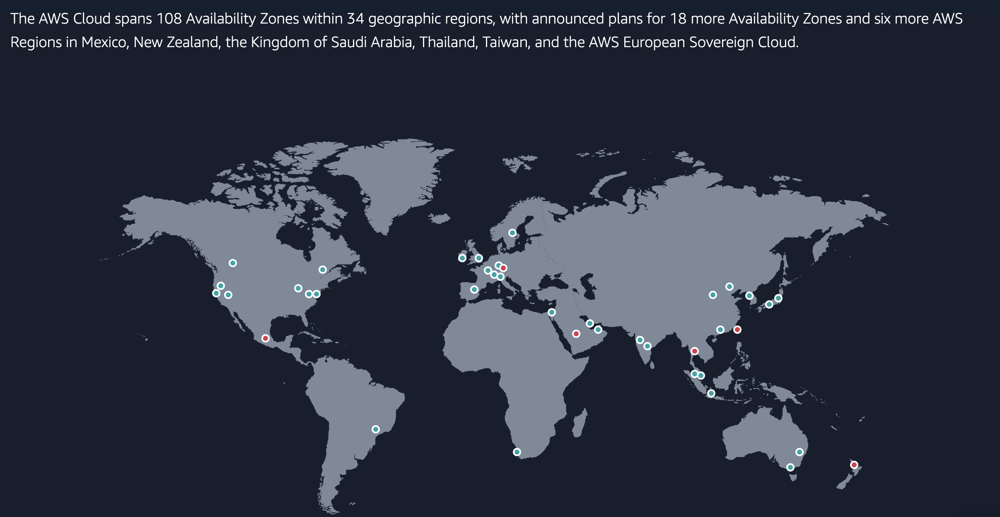 The AWS Cloud spans 108 Availability Zones within 34 geographic regions, with announced plans for 18 more Availability Zones and six more AWS
Regions in Mexico, New Zealand, the Kingdom of Saudi Arabia, Thailand, Taiwan, and the AWS European Sovereign Cloud.